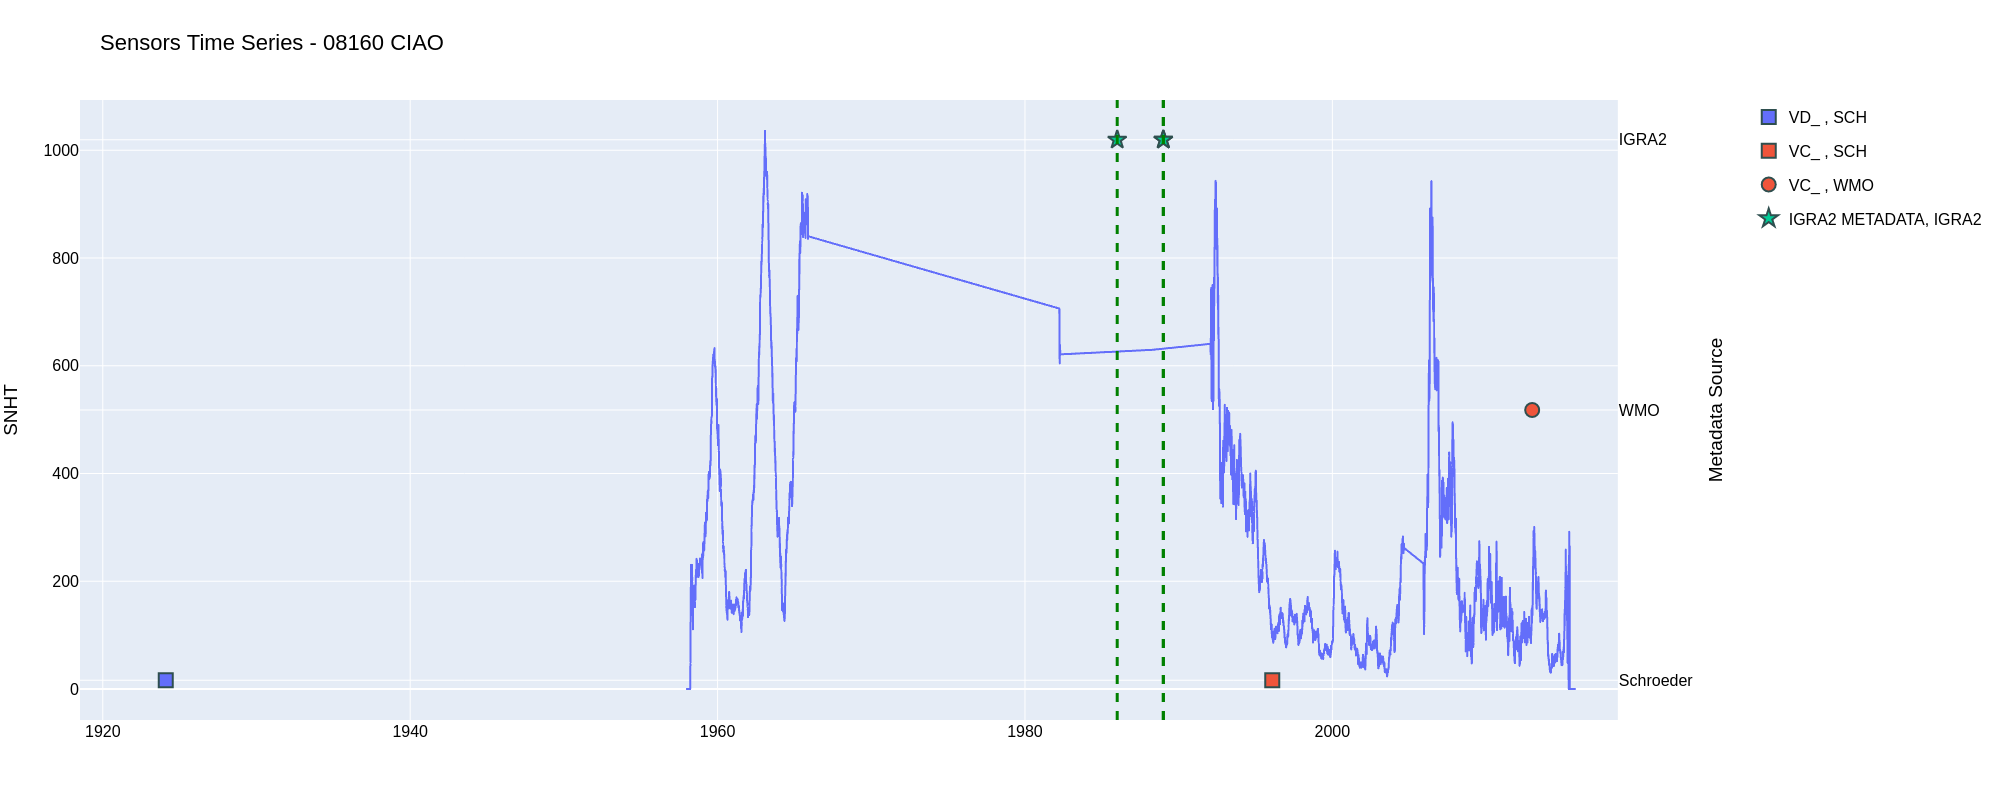 Sensors Time Series - 08160 CIAO
SNHT
1000
800
600
400
200
0
1920
1940
1960
1980
2000
IGRA2
WMO
Schroeder
Metadata Source
VD_ , SCH
VC_ , SCH
VC_ , WMO
IGRA2 METADATA, IGRA2